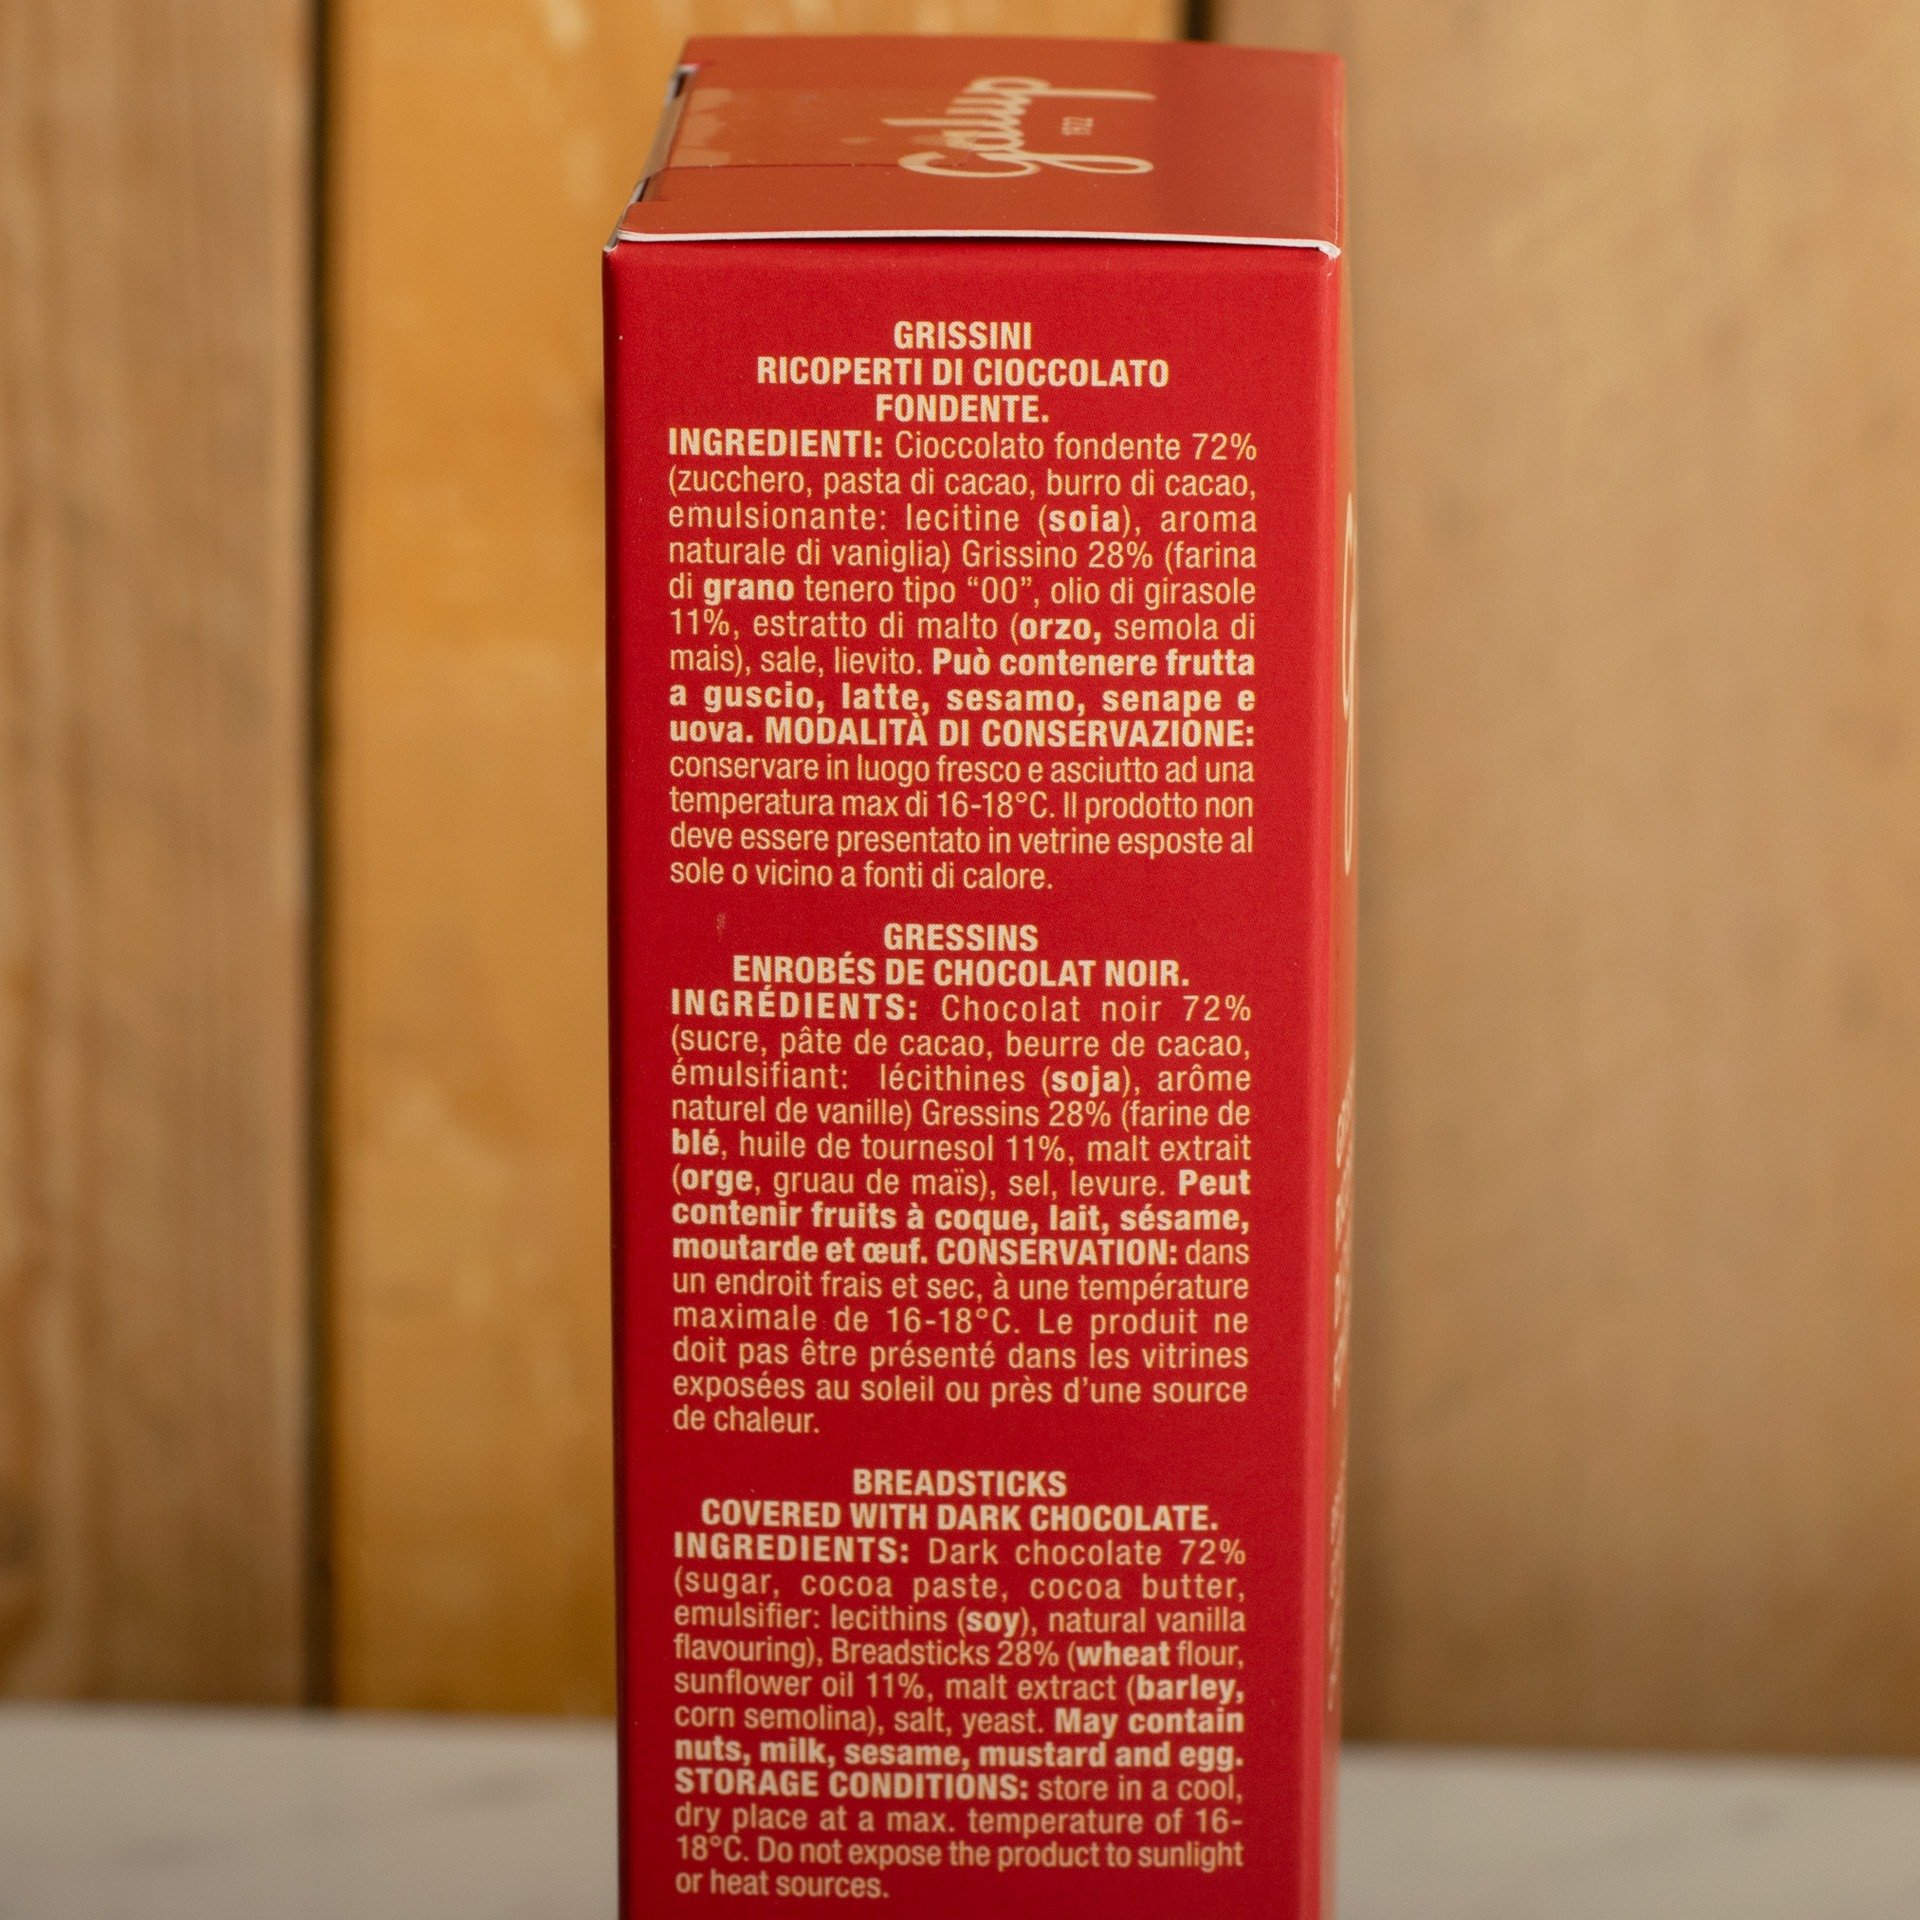 Galup
1922
GRISSINI
RICOPERTI DI CIOCCOLATO
FONDENTE.
INGREDIENTI: Cioccolato fondente 72%
(zucchero, pasta di cacao, burro di cacao,
emulsionante: lecitine (soia), aroma
naturale di vaniglia) Grissino 28% (farina
di grano tenero tipo “00”, olio di girasole
11%, estratto di malto (orzo, semola di
mais), sale, lievito. Può contenere frutta
a guscio, latte, sesamo, senape e
uova. MODALITÀ DI CONSERVAZIONE:
conservare in luogo fresco e asciutto ad una
temperatura max di 16-18°C. Il prodotto non
deve essere presentato in vetrine esposte al
sole o vicino a fonti di calore.
GRESSINS
ENROBÉS DE CHOCOLAT NOIR.
INGRÉDIENTS: Chocolat noir 72%
(sucre, pâte de cacao, beurre de cacao,
émulsifiant: lécithines (soja), arôme
naturel de vanille) Gressins 28% (farine de
blé, huile de tournesol 11%, malt extrait
(orge, gruau de maïs), sel, levure. Peut
contenir fruits à coque, lait, sésame,
moutarde et œuf. CONSERVATION: dans
un endroit frais et sec, à une température
maximale de 16-18°C. Le produit ne
doit pas être présenté dans les vitrines
exposées au soleil ou près d’une source
de chaleur.
BREADSTICKS
COVERED WITH DARK CHOCOLATE.
INGREDIENTS: Dark chocolate 72%
(sugar, cocoa paste, cocoa butter,
emulsifier: lecithins (soy), natural vanilla
flavouring), Breadsticks 28% (wheat flour,
sunflower oil 11%, malt extract (barley,
corn semolina), salt, yeast. May contain
nuts, milk, sesame, mustard and egg.
STORAGE CONDITIONS: store in a cool,
dry place at a max. temperature of 16-
18°C. Do not expose the product to sunlight
or heat sources.